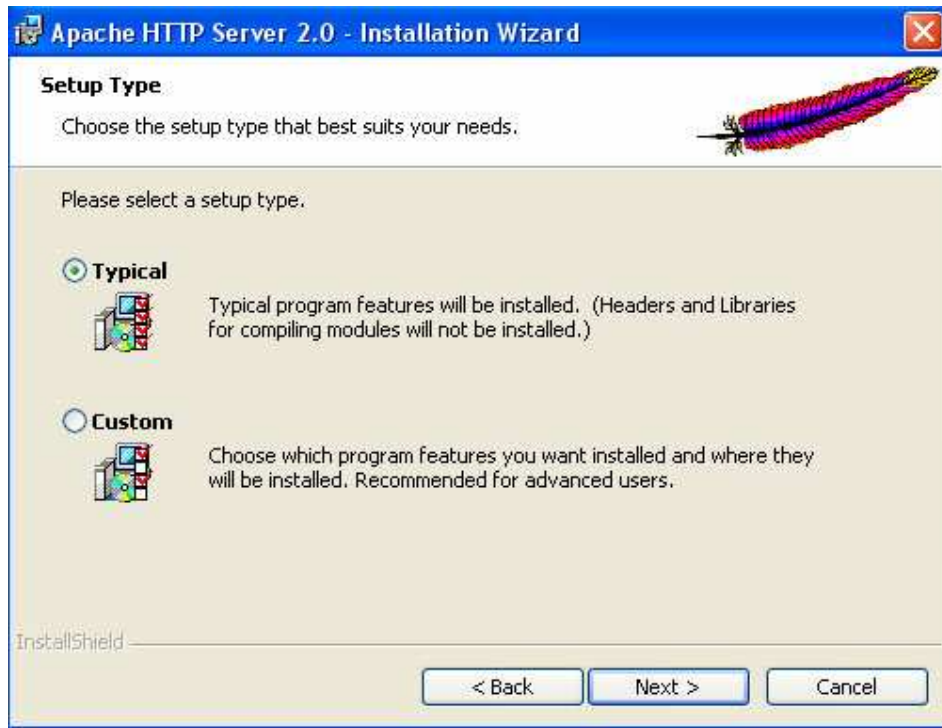 Apache HTTP Server 2.0 - Installation Wizard
Setup Type
Choose the setup type that best suits your needs.
Please select a setup type.
Typical
Typical program features will be installed. (Headers and Libraries
for compiling modules will not be installed.)
Custom
Choose which program features you want installed and where they
will be installed. Recommended for advanced users.
InstallShield
< Back
Next >
Cancel